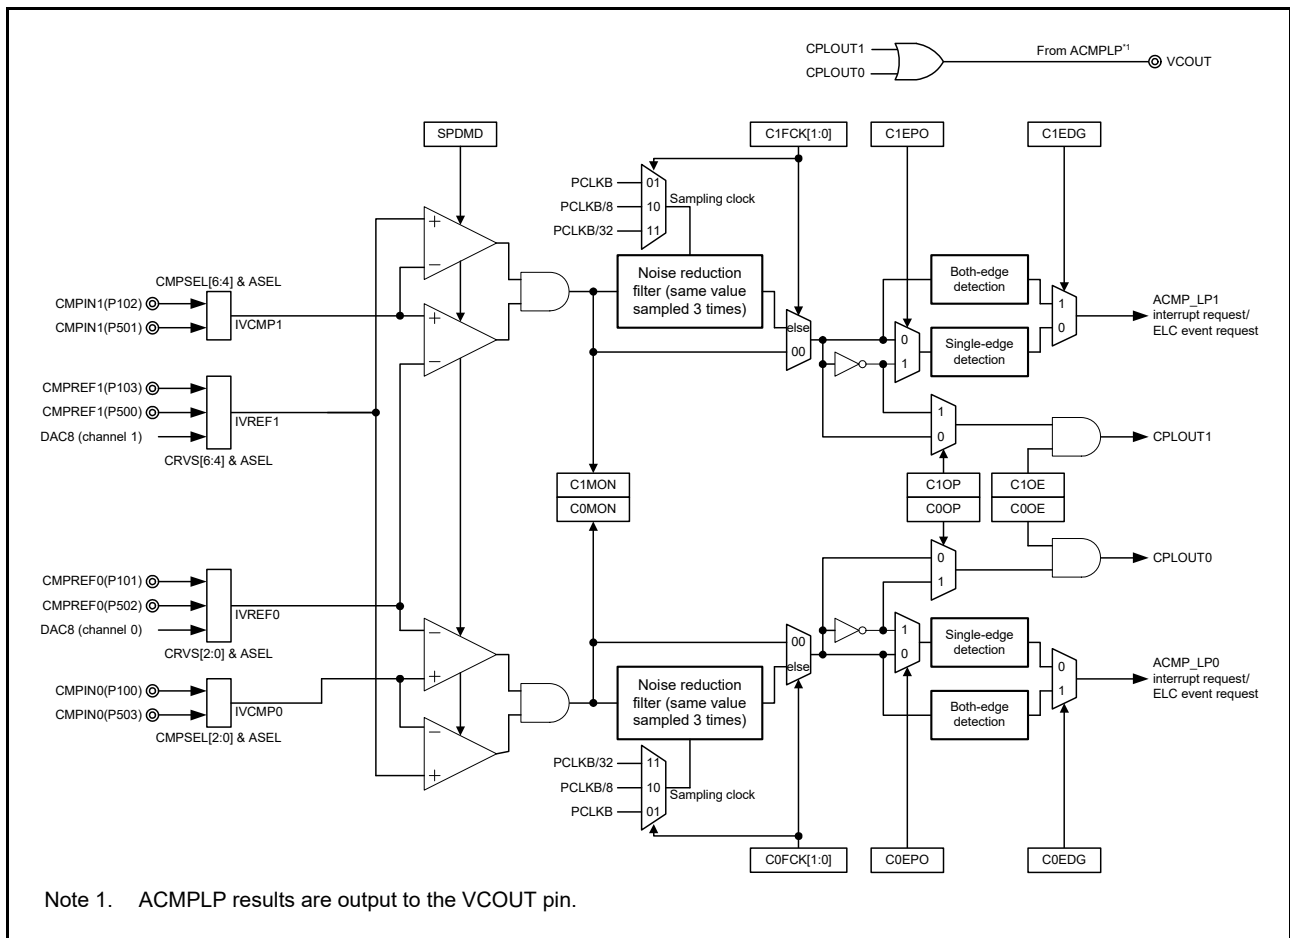 CPLOUT1
CPLOUT0
From ACMPLP*1
VCOUT
SPDMD
C1FCK[1:0]
C1EPO
C1EDG
PCLKB
PCLKB/8
PCLKB/32
01
10
11
Sampling clock
+
−
+
−
Noise reduction
filter (same value
sampled 3 times)
else
00
0
1
Both-edge
detection
Single-edge
detection
1
0
ACMP_LP1
interrupt request/
ELC event request
CMPSEL[6:4] & ASEL
CMPIN1(P102)
CMPIN1(P501)
IVCMP1
CMPREF1(P103)
CMPREF1(P500)
DAC8 (channel 1)
IVREF1
CRVS[6:4] & ASEL
1
0
CPLOUT1
C1MON
C0MON
C1OP
C0OP
C1OE
C0OE
0
1
CPLOUT0
CMPREF0(P101)
CMPREF0(P502)
DAC8 (channel 0)
IVREF0
CRVS[2:0] & ASEL
CMPIN0(P100)
CMPIN0(P503)
IVCMP0
CMPSEL[2:0] & ASEL
−
+
−
+
Noise reduction
filter (same value
sampled 3 times)
00
else
1
0
Single-edge
detection
Both-edge
detection
0
1
ACMP_LP0
interrupt request/
ELC event request
PCLKB/32
PCLKB/8
PCLKB
11
10
01
Sampling clock
C0FCK[1:0]
C0EPO
C0EDG
Note 1. ACMPLP results are output to the VCOUT pin.